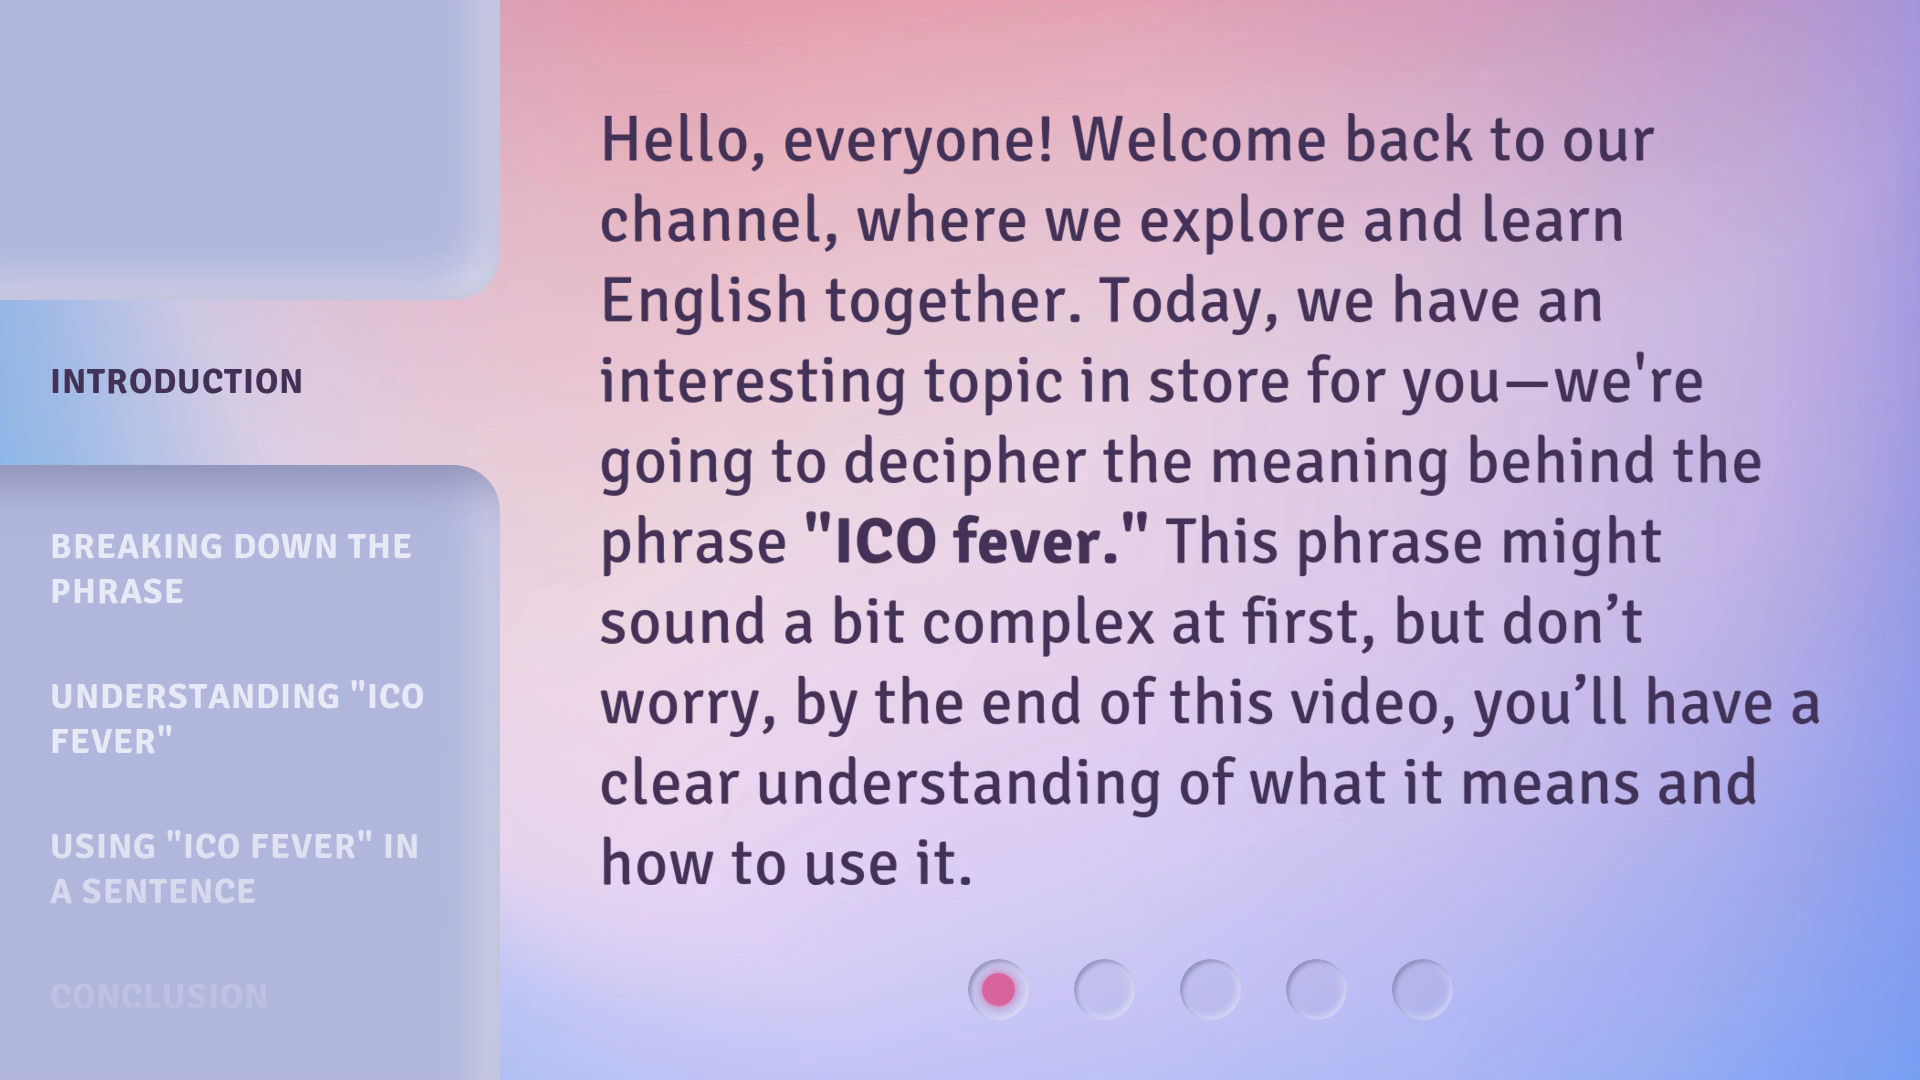 INTRODUCTION
BREAKING DOWN THE
PHRASE
UNDERSTANDING "ICO
FEVER"
USING "ICO FEVER" IN
A SENTENCE
CONCLUSION
Hello, everyone! Welcome back to our
channel, where we explore and learn
English together. Today, we have an
interesting topic in store for you—we're
going to decipher the meaning behind the
phrase "ICO fever." This phrase might
sound a bit complex at first, but don’t
worry, by the end of this video, you’ll have a
clear understanding of what it means and
how to use it.